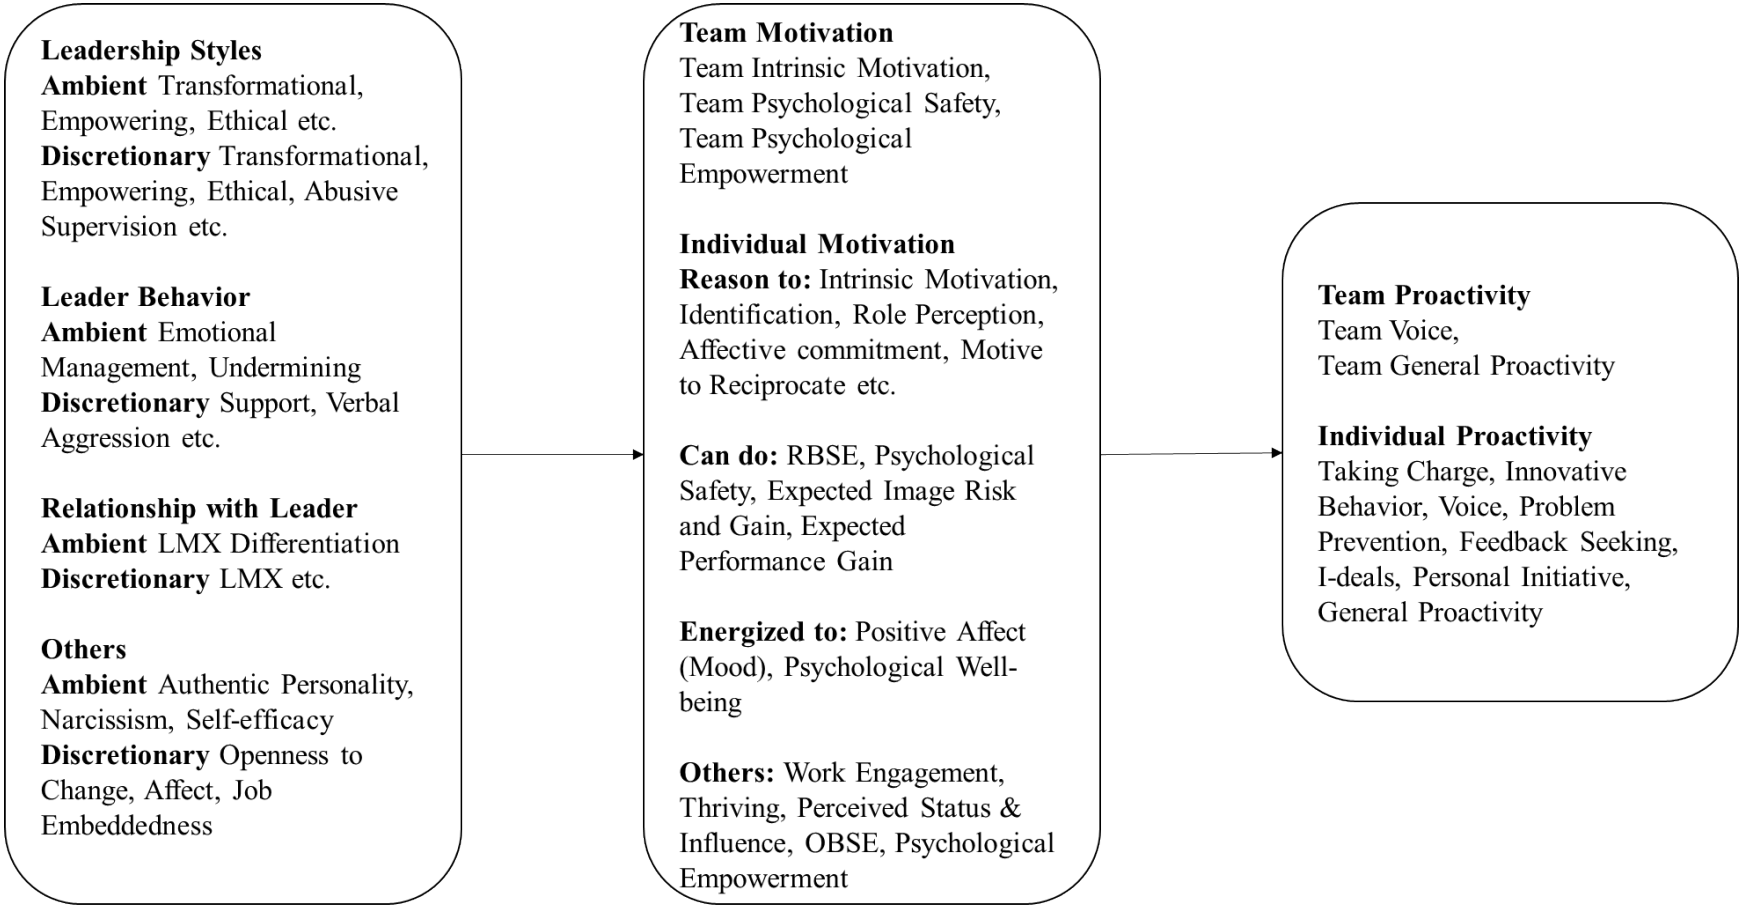 Leadership Styles
Ambient Transformational,
Empowering, Ethical etc.
Discretionary Transformational,
Empowering, Ethical, Abusive
Supervision etc.
Leader Behavior
Ambient Emotional
Management, Undermining
Discretionary Support, Verbal
Aggression etc.
Relationship with Leader
Ambient LMX Differentiation
Discretionary LMX etc.
Others
Ambient Authentic Personality,
Narcissism, Self-efficacy
Discretionary Openness to
Change, Affect, Job
Embeddedness
Team Motivation
Team Intrinsic Motivation,
Team Psychological Safety,
Team Psychological
Empowerment
Individual Motivation
Reason to: Intrinsic Motivation,
Identification, Role Perception,
Affective commitment, Motive
to Reciprocate etc.
Can do: RBSE, Psychological
Safety, Expected Image Risk
and Gain, Expected
Performance Gain
Energized to: Positive Affect
(Mood), Psychological Well-
being
Others: Work Engagement,
Thriving, Perceived Status &
Influence, OBSE, Psychological
Empowerment
Team Proactivity
Team Voice,
Team General Proactivity
Individual Proactivity
Taking Charge, Innovative
Behavior, Voice, Problem
Prevention, Feedback Seeking,
I-deals, Personal Initiative,
General Proactivity